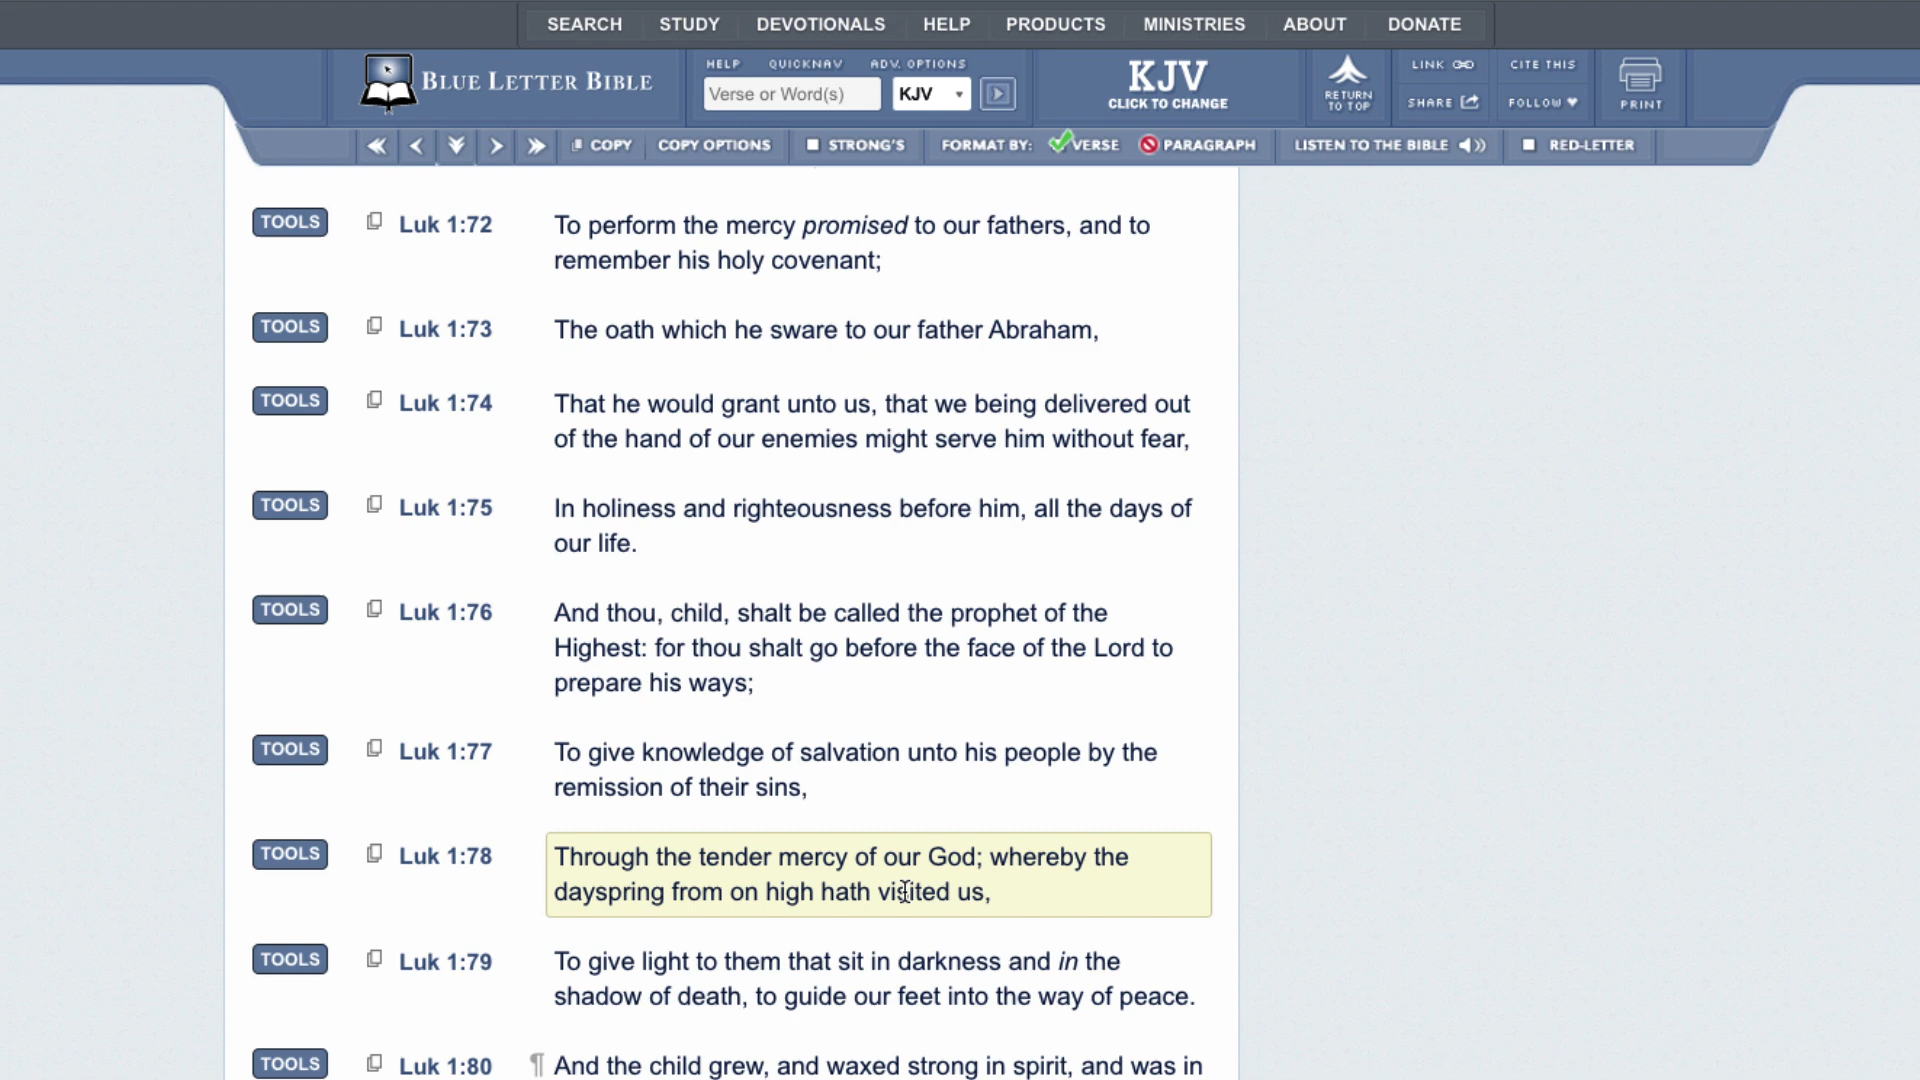 SEARCH STUDY DEVOTIONALS HELP PRODUCTS MINISTRIES ABOUT DONATE
HELP QUICKNAV ADV. OPTIONS
BLUE LETTER BIBLE
Verse or Word(s) KJV
KJV
CLICK TO CHANGE
RETURN
TO TOP
LINK CITE THIS
SHARE FOLLOW
PRINT
COPY COPY OPTIONS STRONG'S FORMAT BY: VERSE PARAGRAPH LISTEN TO THE BIBLE RED-LETTER
TOOLS Luk 1:72 To perform the mercy promised to our fathers, and to
remember his holy covenant;
TOOLS Luk 1:73 The oath which he sware to our father Abraham,
TOOLS Luk 1:74 That he would grant unto us, that we being delivered out
of the hand of our enemies might serve him without fear,
TOOLS Luk 1:75 In holiness and righteousness before him, all the days of
our life.
TOOLS Luk 1:76 And thou, child, shalt be called the prophet of the
Highest: for thou shalt go before the face of the Lord to
prepare his ways;
TOOLS Luk 1:77 To give knowledge of salvation unto his people by the
remission of their sins,
TOOLS Luk 1:78 Through the tender mercy of our God; whereby the
dayspring from on high hath visited us,
TOOLS Luk 1:79 To give light to them that sit in darkness and in the
shadow of death, to guide our feet into the way of peace.
TOOLS Luk 1:80 ¶ And the child grew, and waxed strong in spirit, and was in